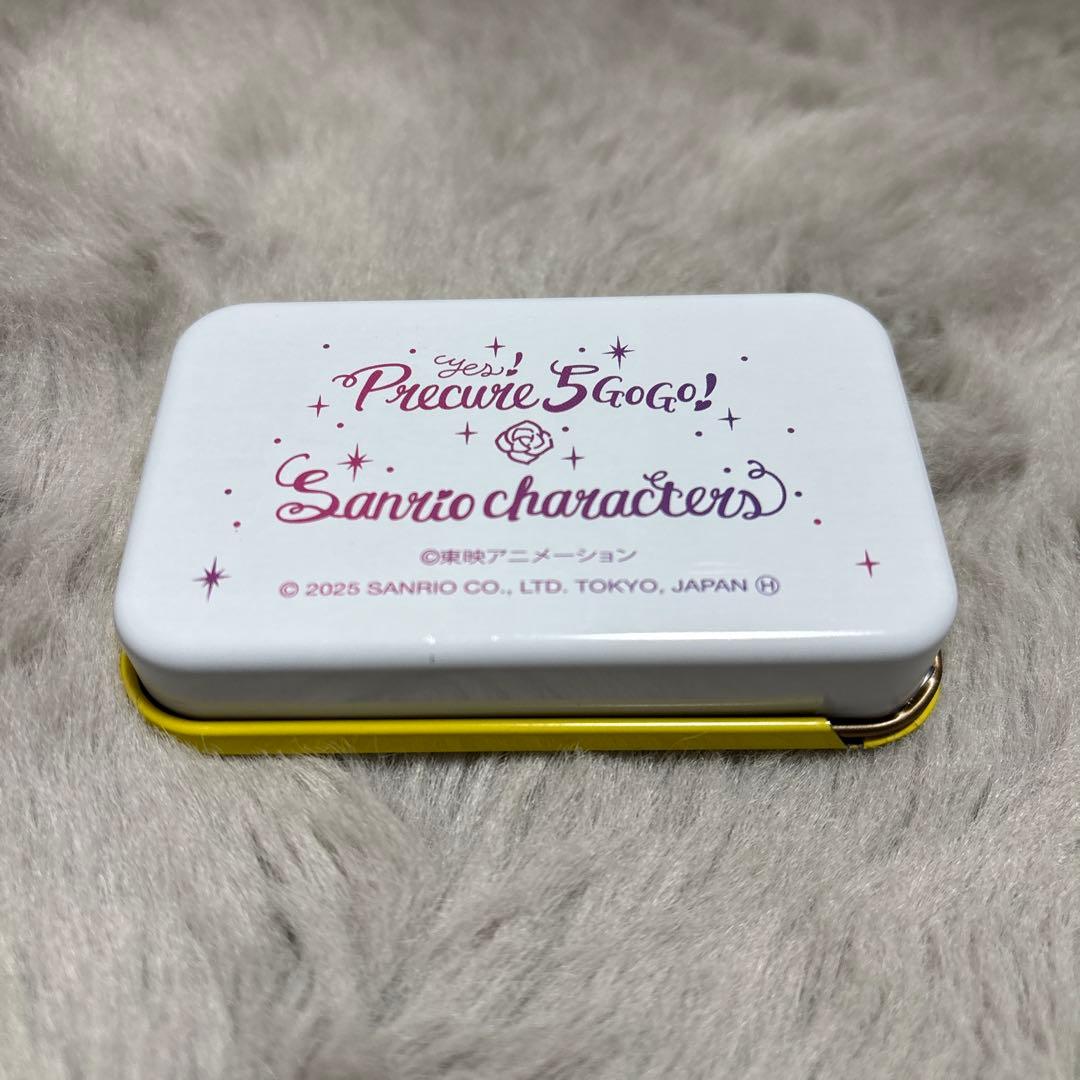 yes!
Precure 5 GoGo!
Sanrio characters
©東映アニメーション
© 2025 SANRIO CO., LTD. TOKYO, JAPAN Ⓗ